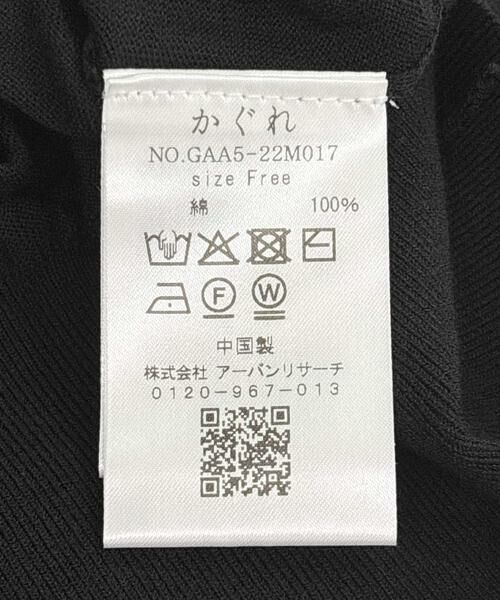 かぐれ
NO.GAA5-22M017
size Free
綿 100%
F W
中国製
株式会社 アーバンリサーチ
0120-967-013